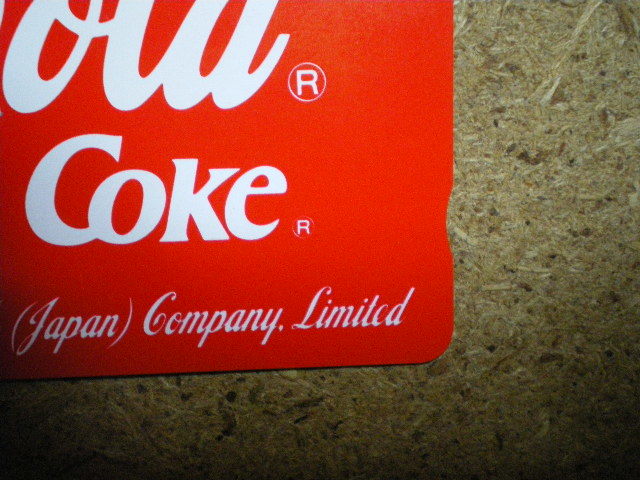 ola®
Coke®
(Japan) Company, Limited